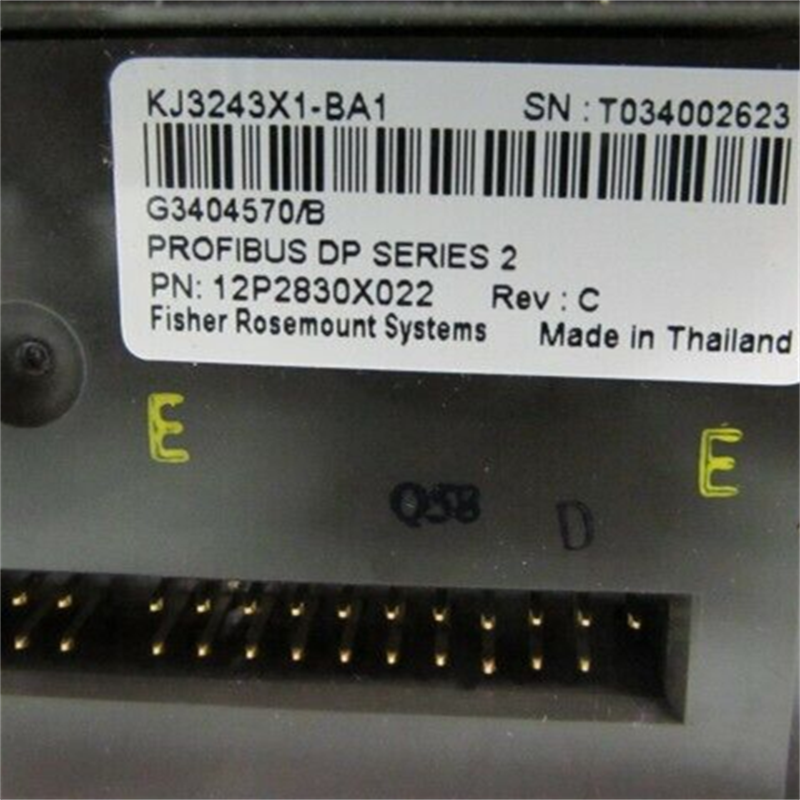 KJ3243X1-BA1 SN : T034002623
G3404570/B
PROFIBUS DP SERIES 2
PN: 12P2830X022 Rev : C
Fisher Rosemount Systems Made in Thailand
E E
Q58 D